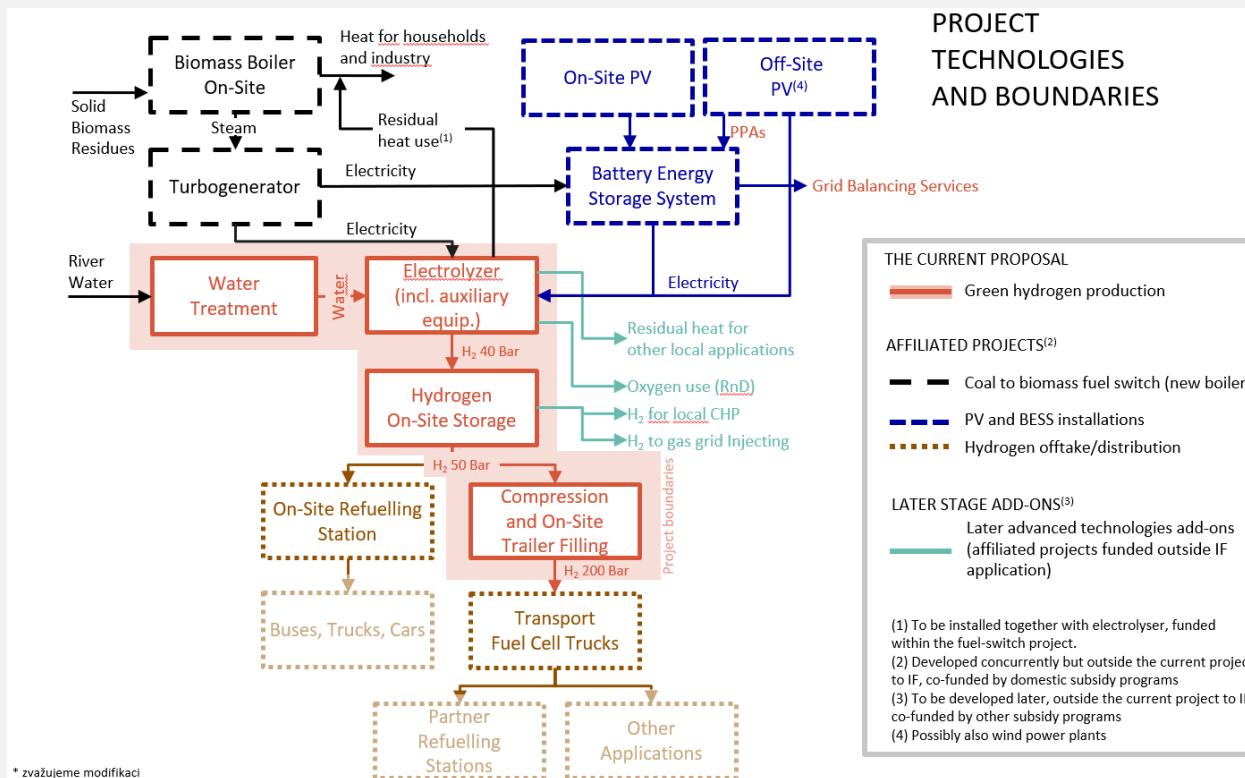 PROJECT
TECHNOLOGIES
AND BOUNDARIES
Biomass Boiler
On-Site
Heat for households
and industry
Solid
Biomass
Residues
Steam
Residual
heat use(1)
Turbogenerator
Electricity
Electricity
On-Site PV
Off-Site
PV(4)
PPAs
Battery Energy
Storage System
Grid Balancing Services
Electricity
River
Water
Water
Treatment
Water
Electrolyzer
(incl. auxiliary
equip.)
Residual heat for
other local applications
Oxygen use (RnD)
H2 40 Bar
Hydrogen
On-Site Storage
H2 for local CHP
H2 to gas grid Injecting
H2 50 Bar
On-Site Refuelling
Station
Compression
and On-Site
Trailer Filling
Project boundaries
H2 200 Bar
Buses, Trucks, Cars
Transport
Fuel Cell Trucks
Partner
Refuelling
Stations
Other
Applications
THE CURRENT PROPOSAL
Green hydrogen production
AFFILIATED PROJECTS(2)
Coal to biomass fuel switch (new boiler
PV and BESS installations
Hydrogen offtake/distribution
LATER STAGE ADD-ONS(3)
Later advanced technologies add-ons
(affiliated projects funded outside IF
application)
(1) To be installed together with electrolyser, funded
within the fuel-switch project.
(2) Developed concurrently but outside the current project
to IF, co-funded by domestic subsidy programs
(3) To be developed later, outside the current project to
co-funded by other subsidy programs
(4) Possibly also wind power plants
* zvažujeme modifikaci